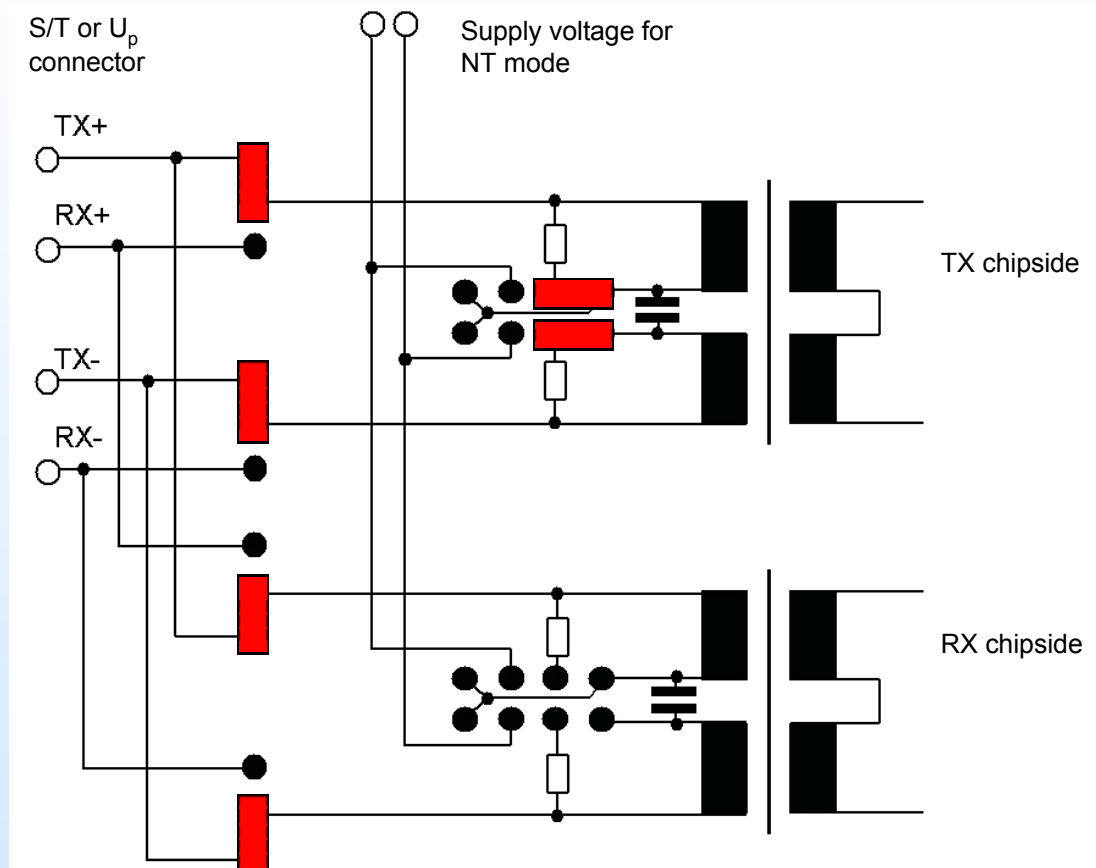 S/T or Up
connector
Supply voltage for
NT mode
TX+
RX+
TX-
RX-
TX chipside
RX chipside